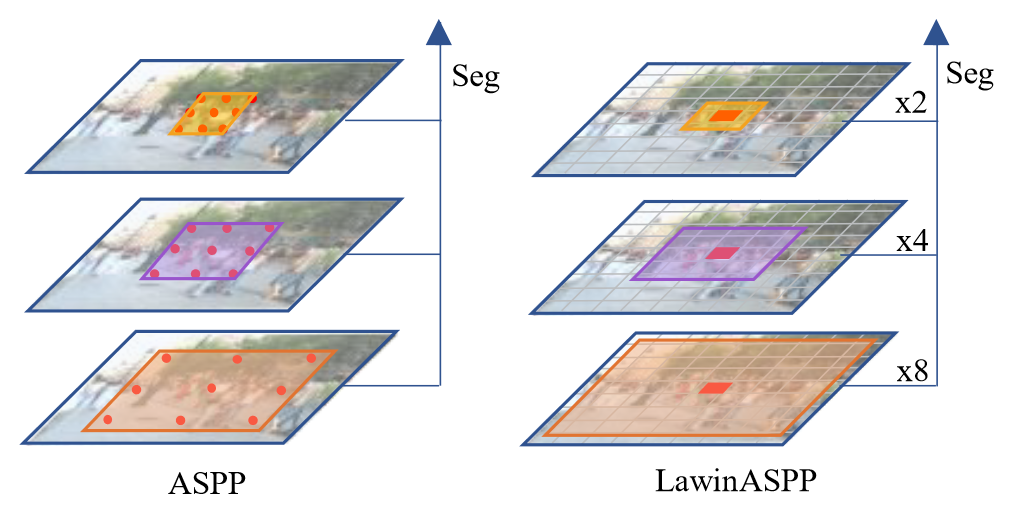 Seg
Seg
x2
x4
x8
ASPP
LawinASPP